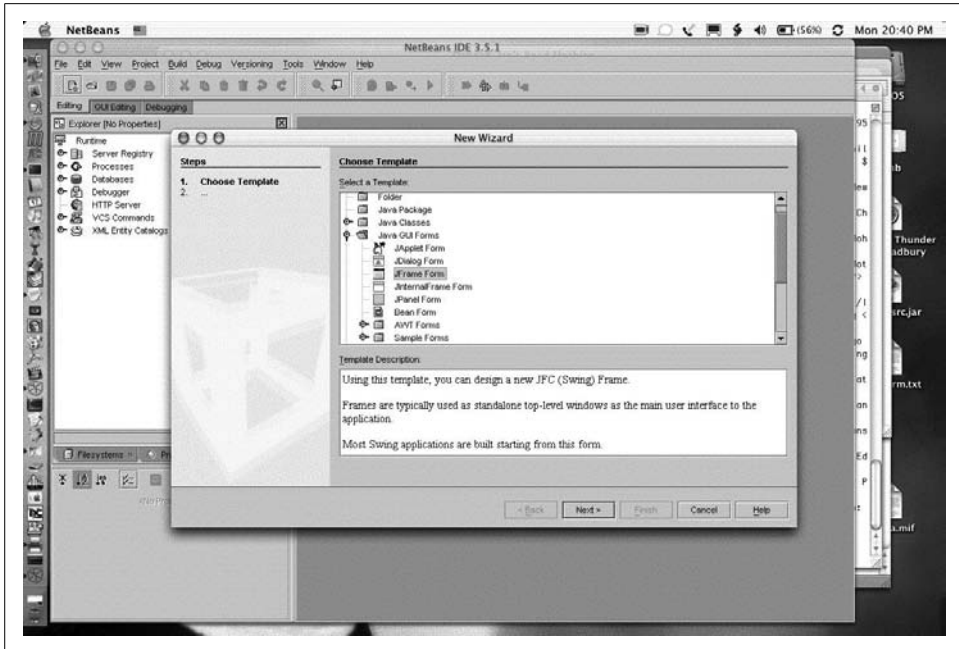 NetBeans
(56%) Mon 20:40 PM
NetBeans IDE 3.5.1
File Edit View Project Build Debug Versioning Tools Window Help
Editing GUI Editing Debugging
Explorer [No Properties]
Runtime
Server Registry
Processes
Databases
Debugger
HTTP Server
VCS Commands
XML Entity Catalogs
Filesystems
New Wizard
Steps
1. Choose Template
2. ...
Choose Template
Select a Template:
Folder
Java Package
Java Classes
Java GUI Forms
JApplet Form
JDialog Form
JFrame Form
JInternalFrame Form
JPanel Form
Bean Form
AWT Forms
Sample Forms
Template Description:
Using this template, you can design a new JFC (Swing) Frame.
Frames are typically used as standalone top-level windows as the main user interface to the
application.
Most Swing applications are built starting from this form.
< Back Next > Finish Cancel Help
OS
Thunder
adbury
src.jar
rm.txt
a.mif